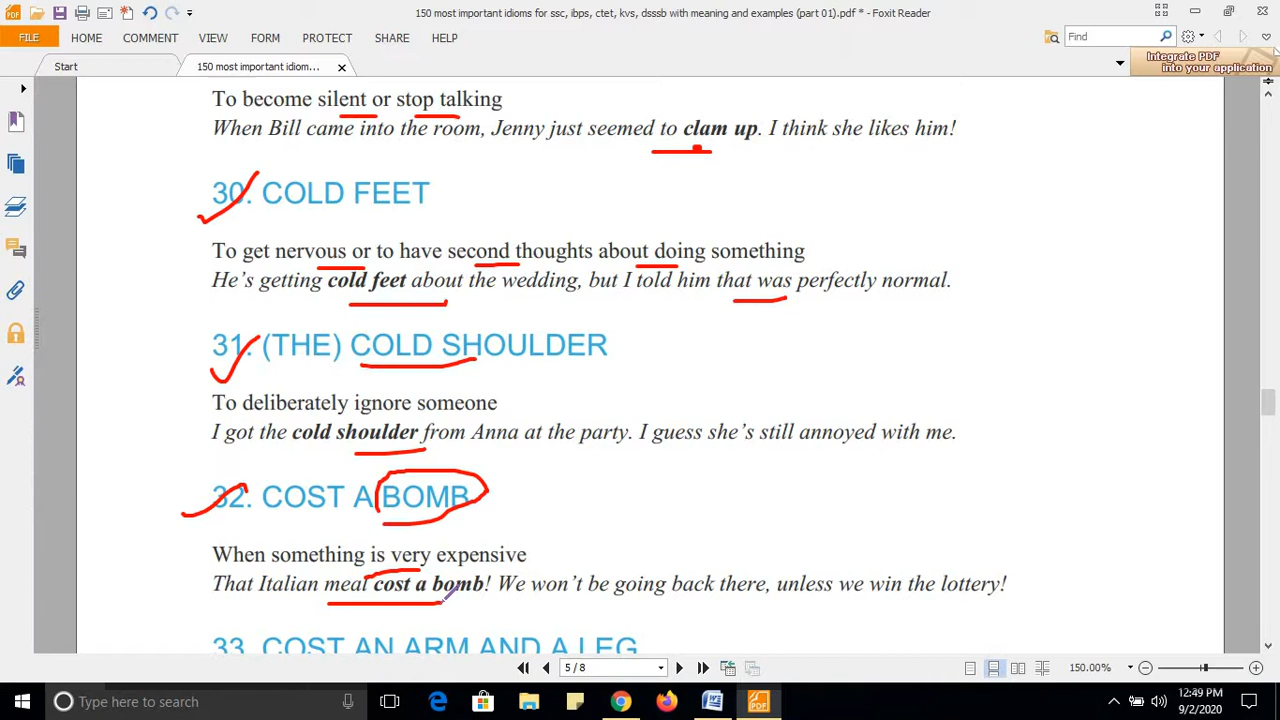 150 most important idioms for ssc, ibps, ctet, kvs, dsssb with meaning and exemples (part 01).pdf * - Foxit Reader
FILE HOME COMMENT VIEW FORM PROTECT SHARE HELP
Find
Start
150 most important idiom...
Integrate PDF
into your application
To become silent or stop talking
When Bill came into the room, Jenny just seemed to clam up. I think she likes him!
30. COLD FEET
To get nervous or to have second thoughts about doing something
He's getting cold feet about the wedding, but I told him that was perfectly normal.
31. (THE) COLD SHOULDER
To deliberately ignore someone
I got the cold shoulder from Anna at the party. I guess she's still annoyed with me.
32. COST A BOMB
When something is very expensive
That Italian meal cost a bomb! We won't be going back there, unless we win the lottery!
33. COST AN ARM AND A LEG
5 / 8
150.00%
Type here to search
12:49 PM
9/2/2020